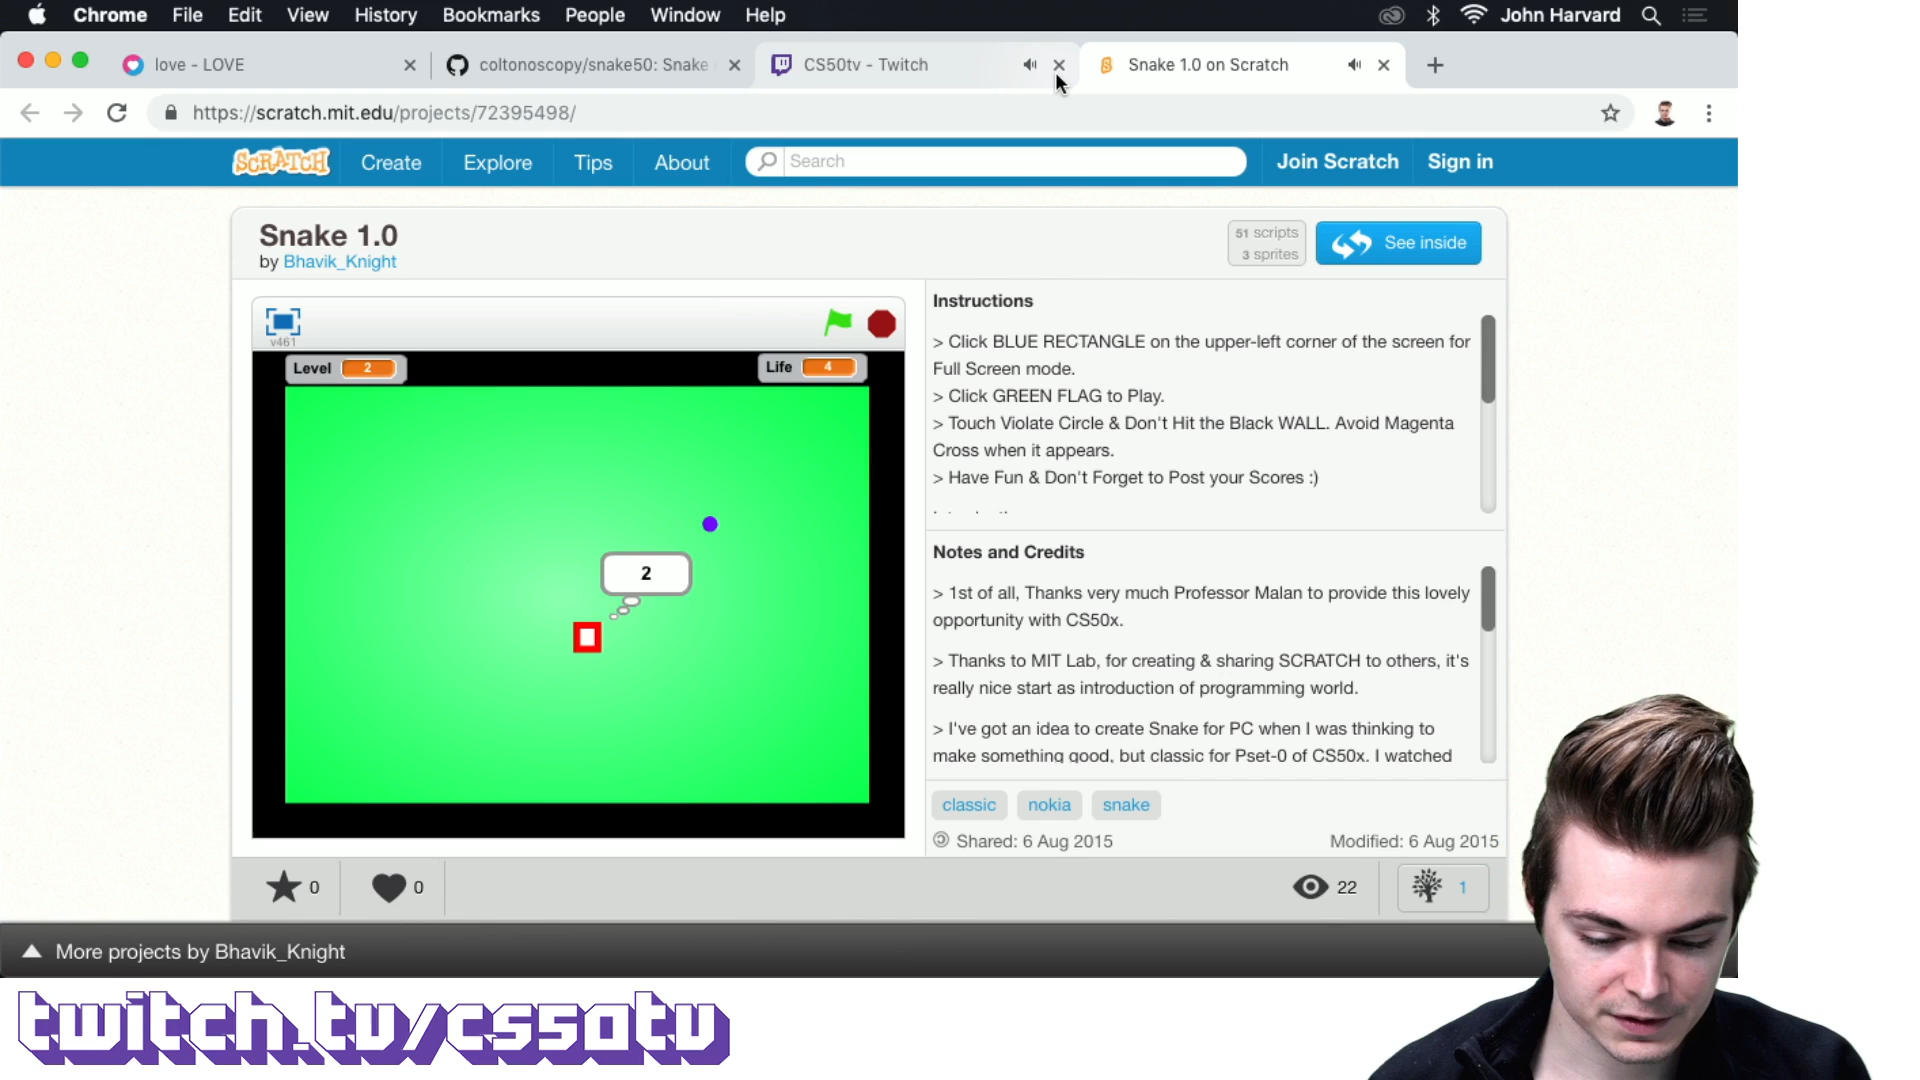 Chrome File Edit View History Bookmarks People Window Help John Harvard
love - LOVE coltonoscopy/snake50: Snake CS50tv - Twitch Snake 1.0 on Scratch
https://scratch.mit.edu/projects/72395498/
SCRATCH Create Explore Tips About Search Join Scratch Sign in
Snake 1.0
by Bhavik_Knight
51 scripts
3 sprites
See inside
v461
Level 2 Life 4
2
Instructions
> Click BLUE RECTANGLE on the upper-left corner of the screen for
Full Screen mode.
> Click GREEN FLAG to Play.
> Touch Violate Circle & Don't Hit the Black WALL. Avoid Magenta
Cross when it appears.
> Have Fun & Don't Forget to Post your Scores :)
Notes and Credits
> 1st of all, Thanks very much Professor Malan to provide this lovely
opportunity with CS50x.
> Thanks to MIT Lab, for creating & sharing SCRATCH to others, it's
really nice start as introduction of programming world.
> I've got an idea to create Snake for PC when I was thinking to
make something good, but classic for Pset-0 of CS50x. I watched
classic nokia snake
Shared: 6 Aug 2015 Modified: 6 Aug 2015
0 0 22 1
More projects by Bhavik_Knight
twitch.tv/cs50tv